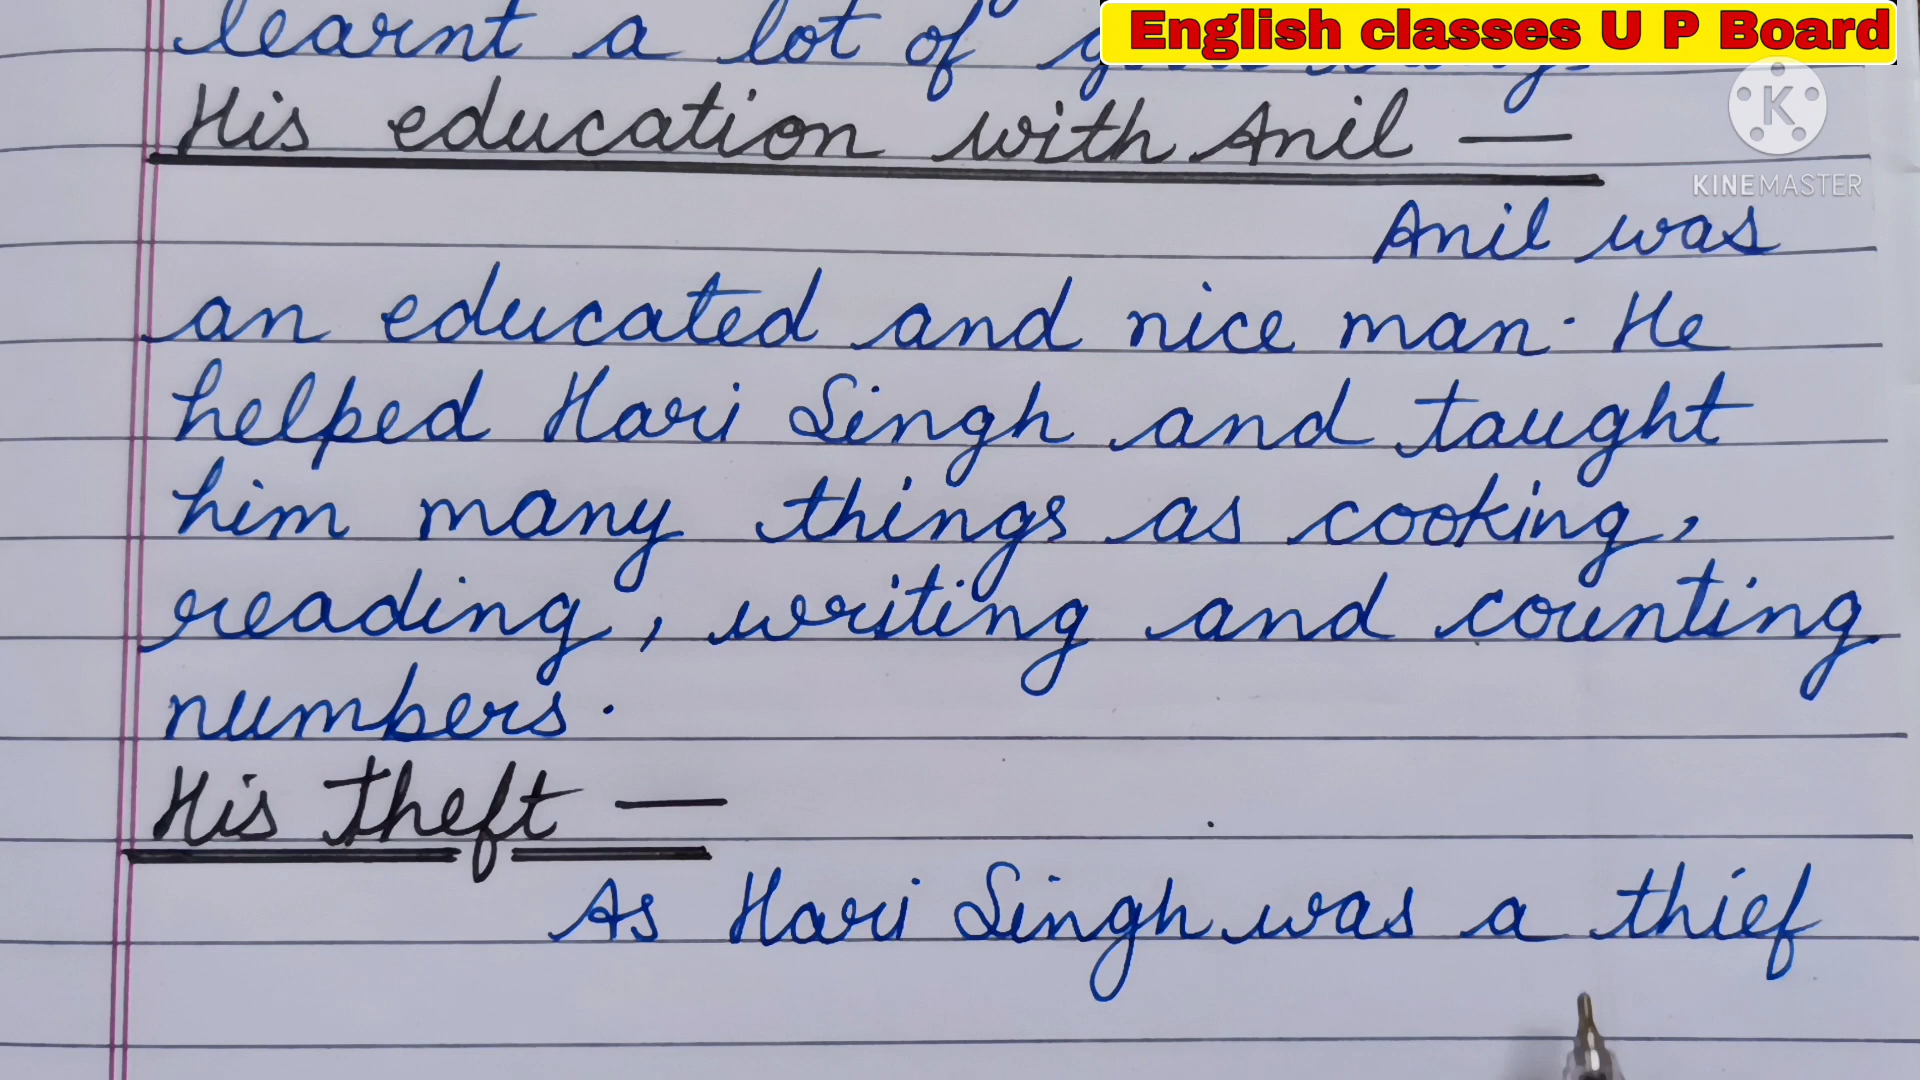 English classes U P Board
learnt a lot of
His education with Anil —
KINEMASTER
Anil was
an educated and nice man. He
helped Hari Singh and taught
him many things as cooking,
reading, writing and counting
numbers.
His Theft —
As Hari Singh was a thief